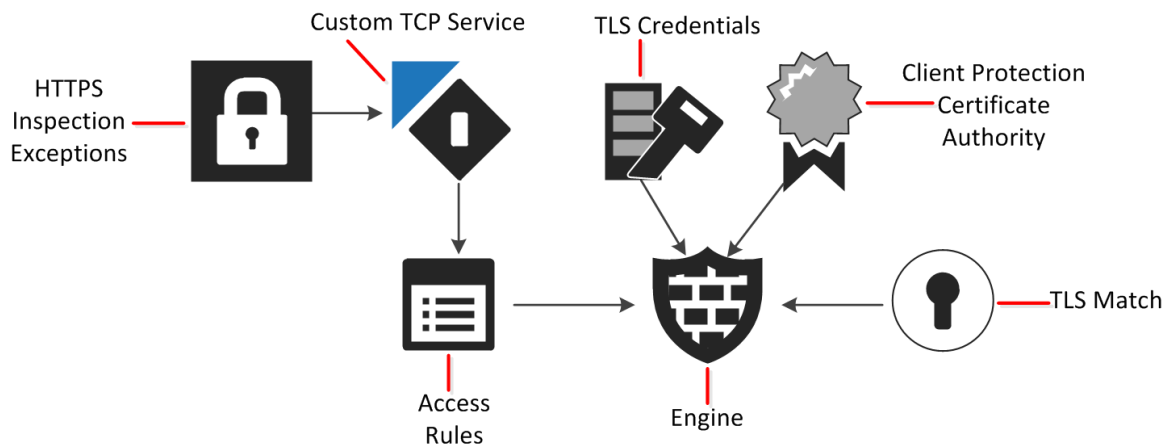 Custom TCP Service
TLS Credentials
HTTPS
Inspection
Exceptions
Client Protection
Certificate
Authority
TLS Match
Access
Rules
Engine